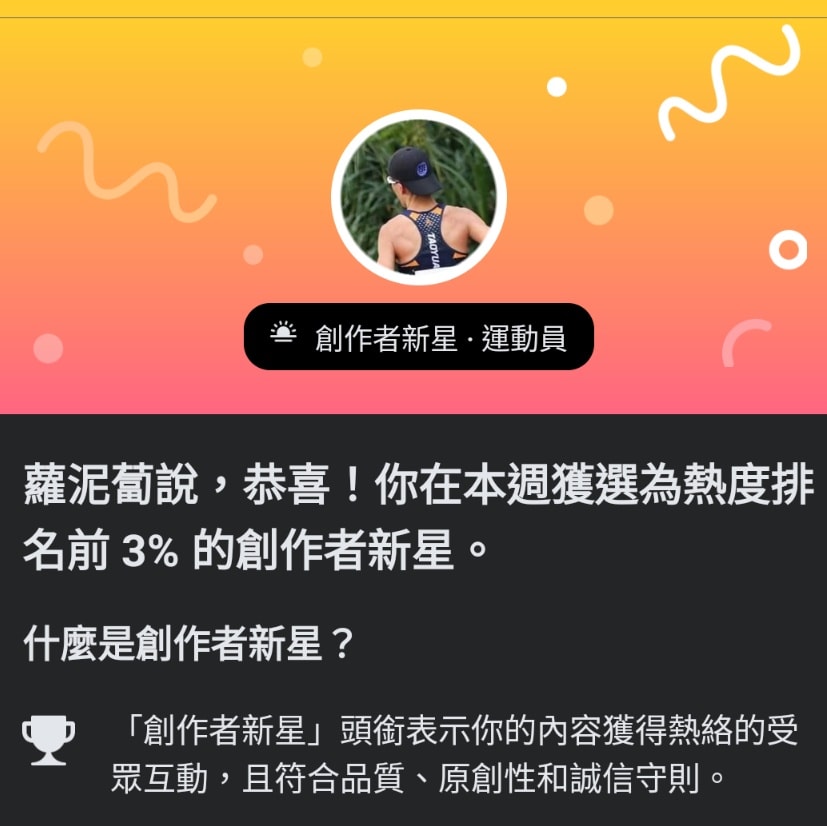 TAOYUA
創作者新星 · 運動員
蘿泥蔔說，恭喜！你在本週獲選為熱度排
名前 3% 的創作者新星。
什麼是創作者新星？
「創作者新星」頭銜表示你的內容獲得熱絡的受
眾互動，且符合品質、原創性和誠信守則。